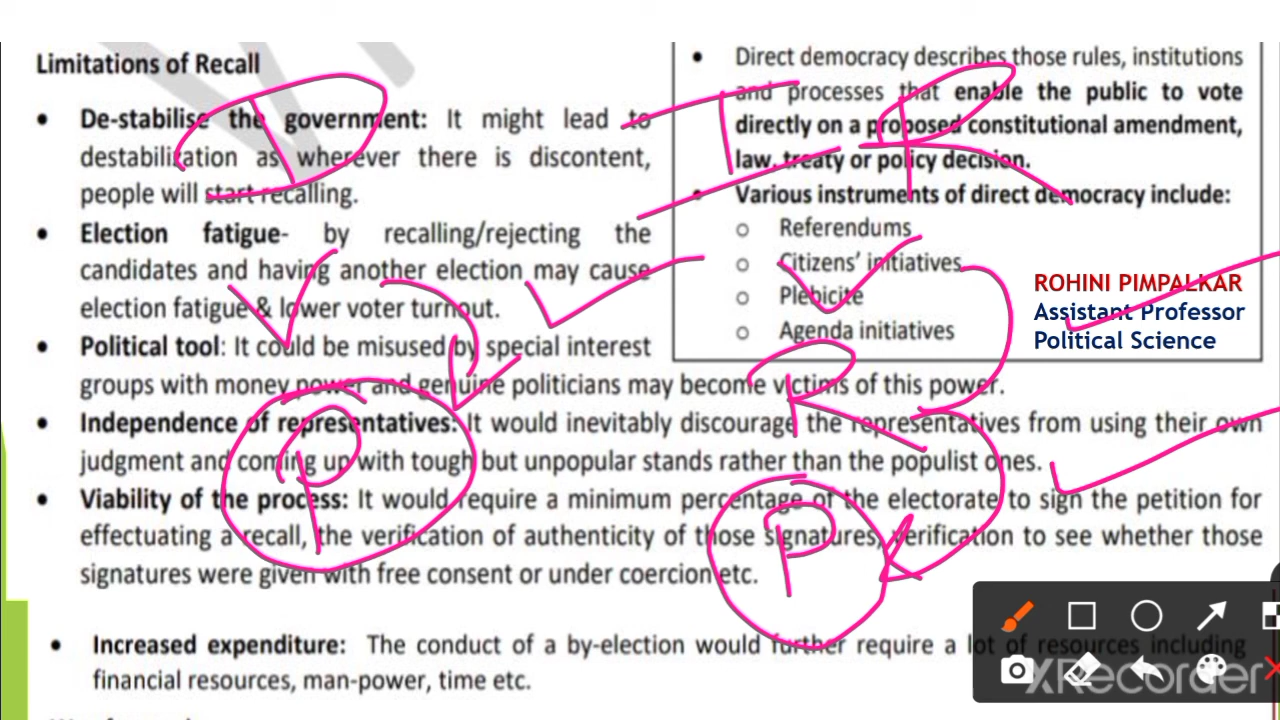 Limitations of Recall
• De-stabilise the government: It might lead to
destabilization as wherever there is discontent,
people will start recalling.
• Election fatigue- by recalling/rejecting the
candidates and having another election may cause
election fatigue & lower voter turnout.
• Political tool: It could be misused by special interest
groups with money power and genuine politicians may become victims of this power.
• Independence of representatives: It would inevitably discourage the representatives from using their own
judgment and coming up with tough but unpopular stands rather than the populist ones.
• Viability of the process: It would require a minimum percentage of the electorate to sign the petition for
effectuating a recall, the verification of authenticity of those signatures, verification to see whether those
signatures were given with free consent or under coercion etc.
• Increased expenditure: The conduct of a by-election would further require a lot of resources including
financial resources, man-power, time etc.
• Direct democracy describes those rules, institutions
and processes that enable the public to vote
directly on a proposed constitutional amendment,
law, treaty or policy decision.
• Various instruments of direct democracy include:
o Referendums
o Citizens' initiatives
o Plebicite
o Agenda initiatives
ROHINI PIMPALKAR
Assistant Professor
Political Science
D
I R
P
R
P
XRecorder